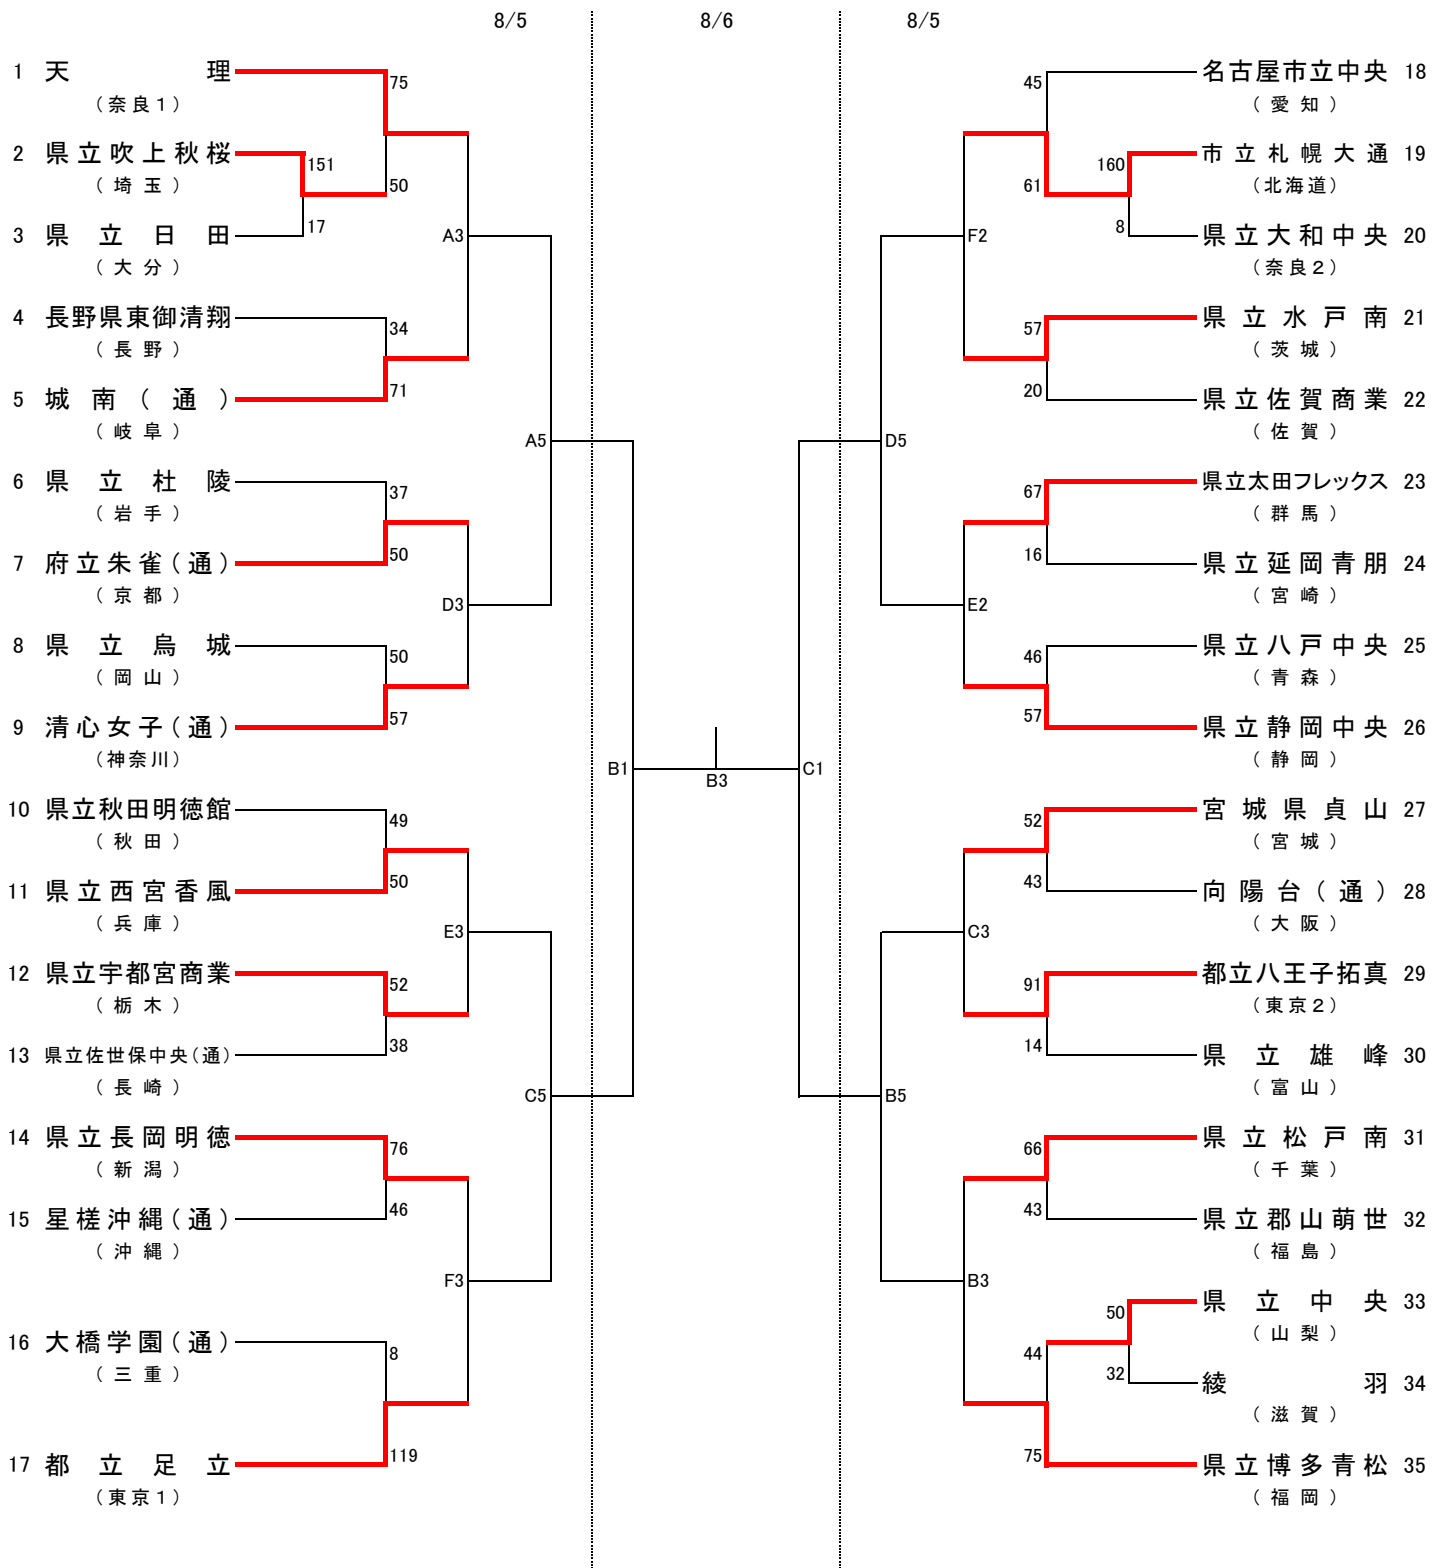 8/5 8/6 8/5
1 天理 75
(奈良1)
2 県立吹上秋桜 151
(埼玉) 50
3 県立日田 17
(大分)
A3
4 長野県東御清翔 34
(長野)
5 城南(通) 71
(岐阜)
A5
6 県立杜陵 37
(岩手)
7 府立朱雀(通) 50
(京都)
D3
8 県立烏城 50
(岡山)
9 清心女子(通) 57
(神奈川)
B1
10 県立秋田明徳館 49
(秋田)
11 県立西宮香風 50
(兵庫)
E3
12 県立宇都宮商業 52
(栃木)
13 県立佐世保中央(通) 38
(長崎)
C5
14 県立長岡明徳 76
(新潟)
15 星槎沖縄(通) 46
(沖縄)
F3
16 大橋学園(通) 8
(三重)
17 都立足立 119
(東京1)
B3
45 名古屋市立中央 18
(愛知)
160 市立札幌大通 19
61 (北海道)
8 県立大和中央 20
(奈良2)
F2
57 県立水戸南 21
(茨城)
20 県立佐賀商業 22
(佐賀)
D5
67 県立太田フレックス 23
(群馬)
16 県立延岡青朋 24
(宮崎)
E2
46 県立八戸中央 25
(青森)
57 県立静岡中央 26
(静岡)
C1
52 宮城県貞山 27
(宮城)
43 向陽台(通) 28
(大阪)
C3
91 都立八王子拓真 29
(東京2)
14 県立雄峰 30
(富山)
B5
66 県立松戸南 31
(千葉)
43 県立郡山萌世 32
(福島)
B3
50 県立中央 33
(山梨)
44
32 綾羽 34
(滋賀)
75 県立博多青松 35
(福岡)